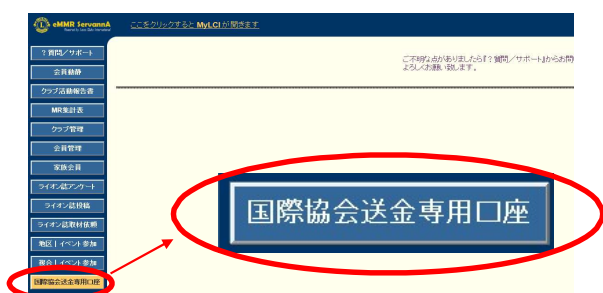 eMMR ServannA
ここをクリックすると MyLCI が開きます
? 質問/サポート
会員動静
クラブ活動報告書
MR集計表
クラブ管理
会員管理
家族会員
ライオン誌アンケート
ライオン誌投稿
ライオン誌取材依頼
地区 | イベント参加
複合 | イベント参加
国際協会送金専用口座
ご不明な点がありましたら『? 質問/サポート』からお問
よろしくお願い致します。
国際協会送金専用口座